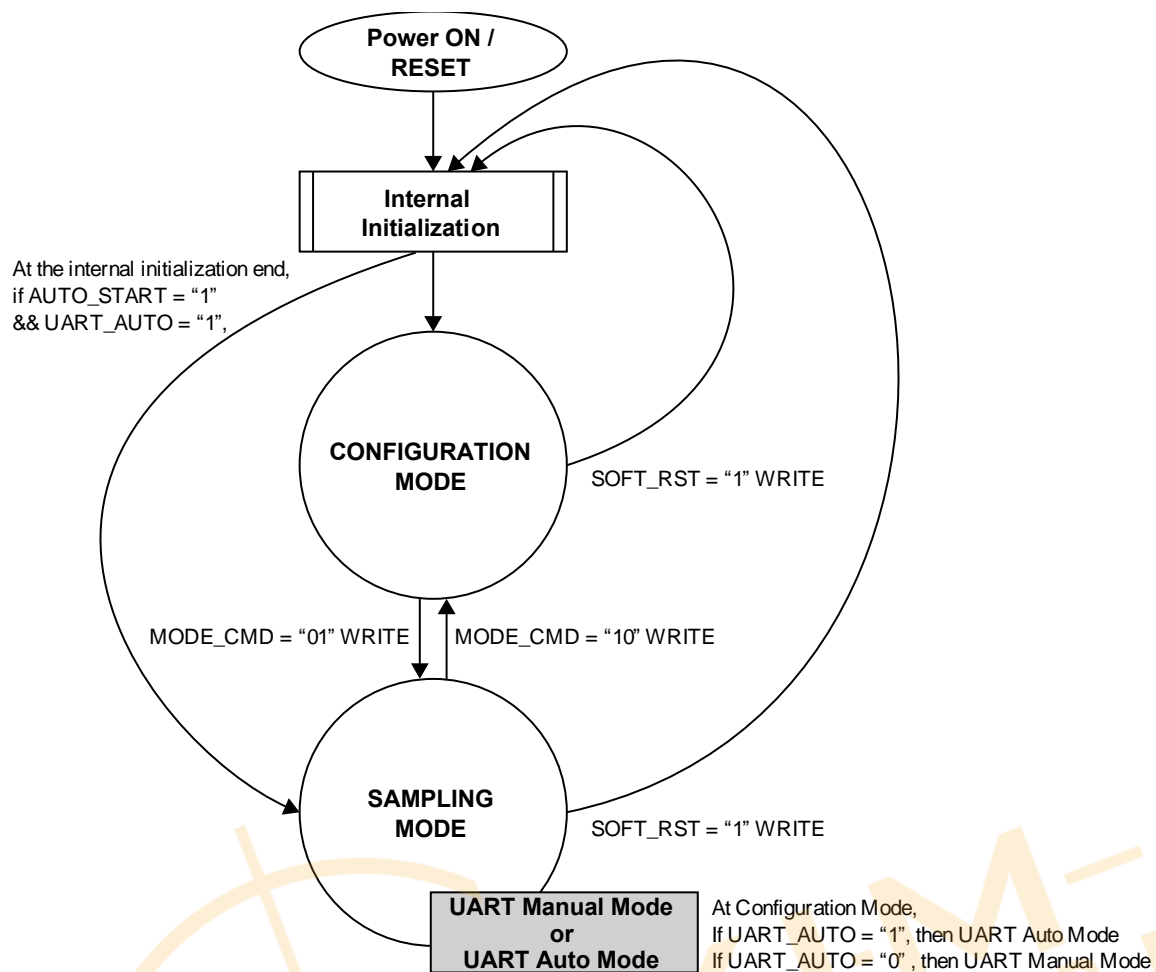 Power ON /
RESET
Internal
Initialization
At the internal initialization end,
if AUTO_START = “1”
&& UART_AUTO = “1”,
CONFIGURATION
MODE
SOFT_RST = “1” WRITE
MODE_CMD = “01” WRITE
MODE_CMD = “10” WRITE
SAMPLING
MODE
SOFT_RST = “1” WRITE
UART Manual Mode
or
UART Auto Mode
At Configuration Mode,
If UART_AUTO = “1”, then UART Auto Mode
If UART_AUTO = “0” , then UART Manual Mode